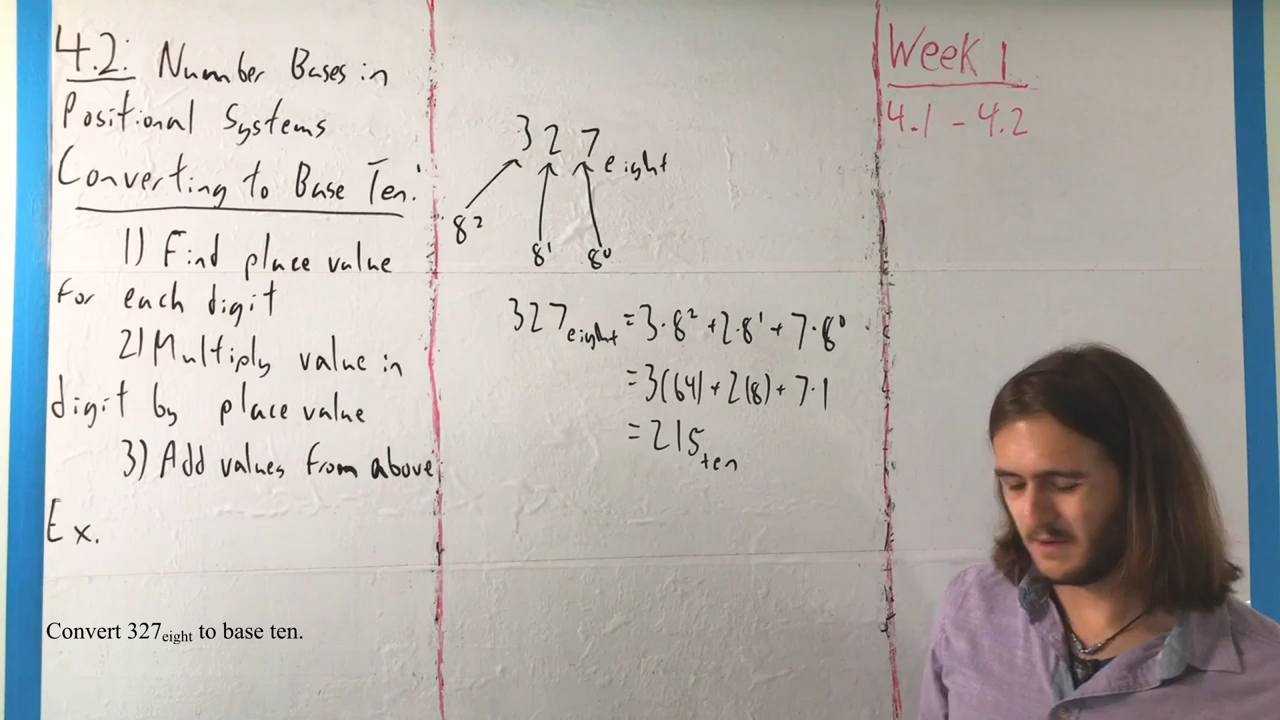 4.2: Number Bases in
Positional Systems
Converting to Base Ten:
1) Find place value
for each digit
2) Multiply value in
digit by place value
3) Add values from above
Ex.
Convert 327eight to base ten.
327eight
8² 8¹ 8⁰
327eight = 3·8² + 2·8¹ + 7·8⁰
= 3(64) + 2(8) + 7·1
= 215ten
Week 1
4.1 - 4.2